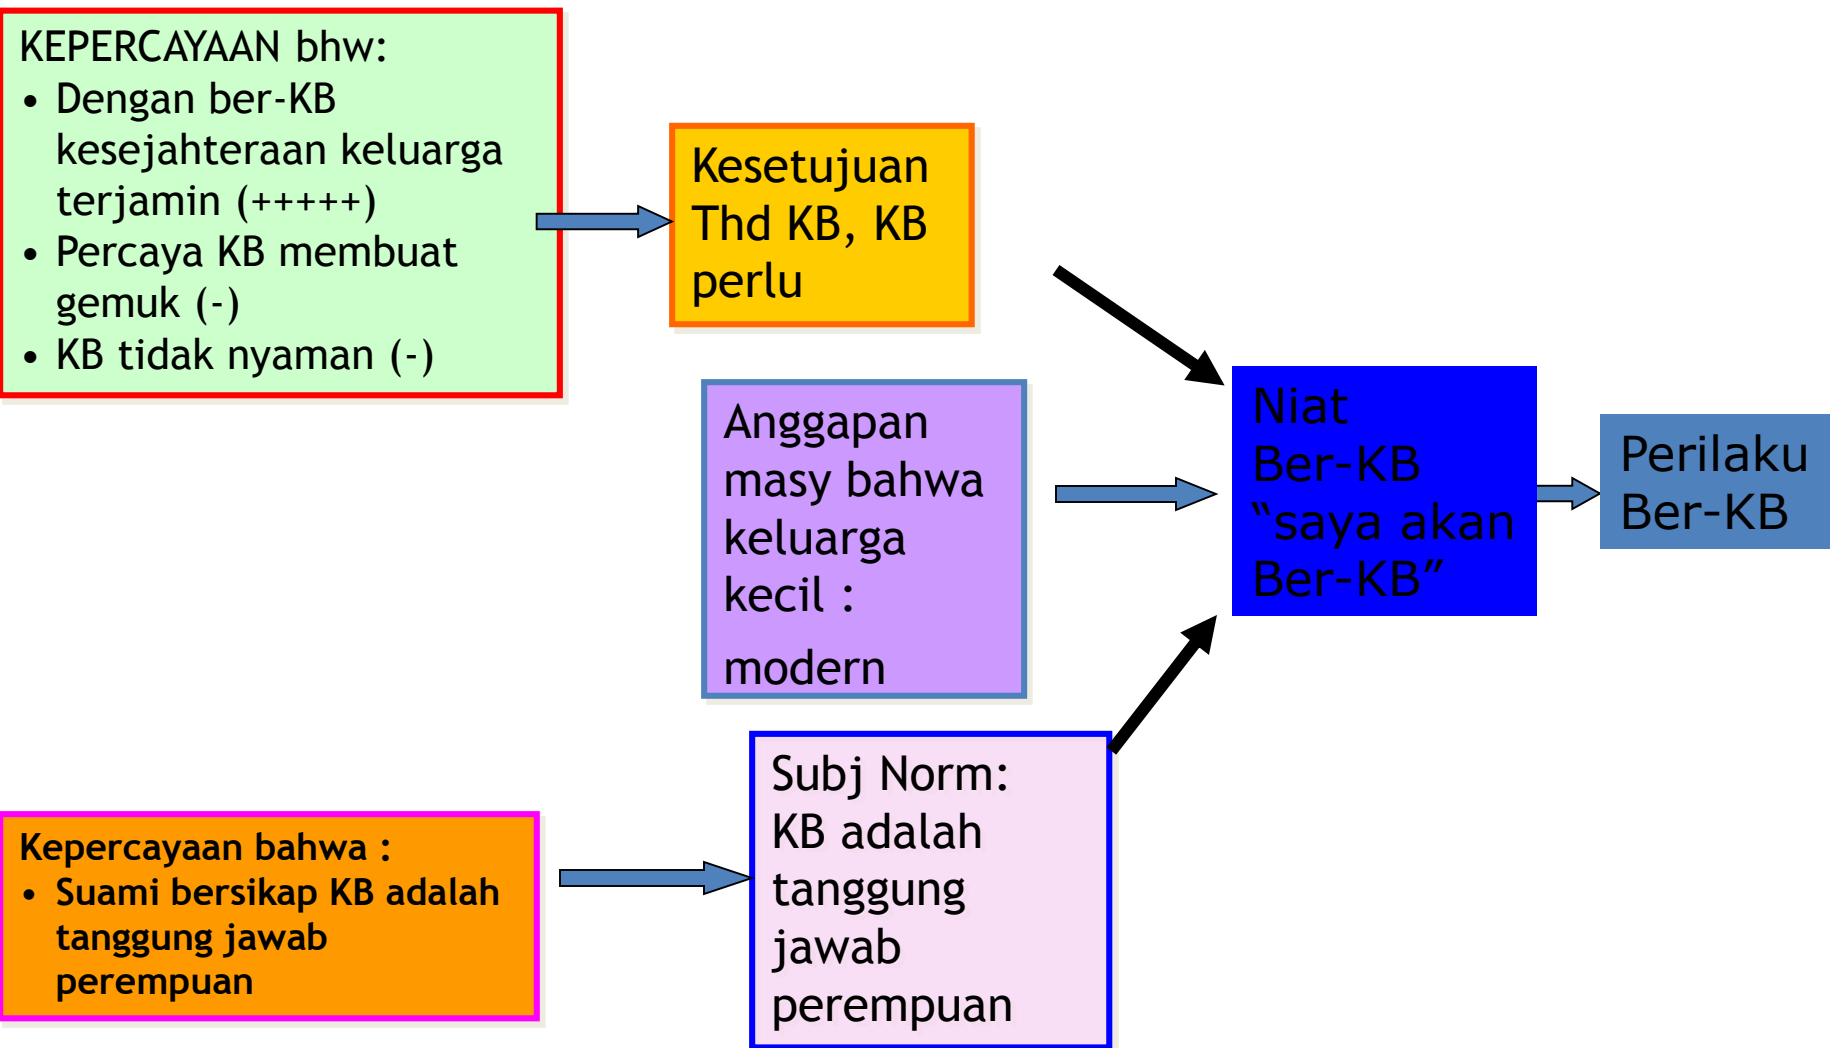 KEPERCAYAAN bhw:
• Dengan ber-KB
kesejahteraan keluarga
terjamin (+++++)
• Percaya KB membuat
gemuk (-)
• KB tidak nyaman (-)
Kesetujuan
Thd KB, KB
perlu
Anggapan
masy bahwa
keluarga
kecil :
modern
Niat
Ber-KB
“saya akan
Ber-KB”
Perilaku
Ber-KB
Subj Norm:
KB adalah
tanggung
jawab
perempuan
Kepercayaan bahwa :
• Suami bersikap KB adalah
tanggung jawab
perempuan